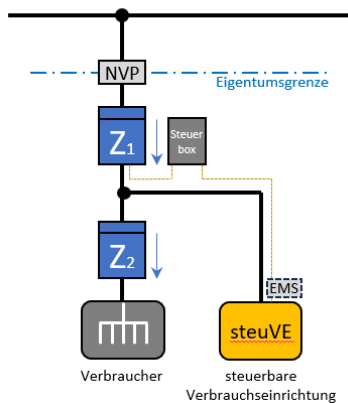 NVP
Eigentumsgrenze
Z1
Steuer
box
Z2
EMS
steuVE
Verbraucher
steuerbare
Verbrauchseinrichtung